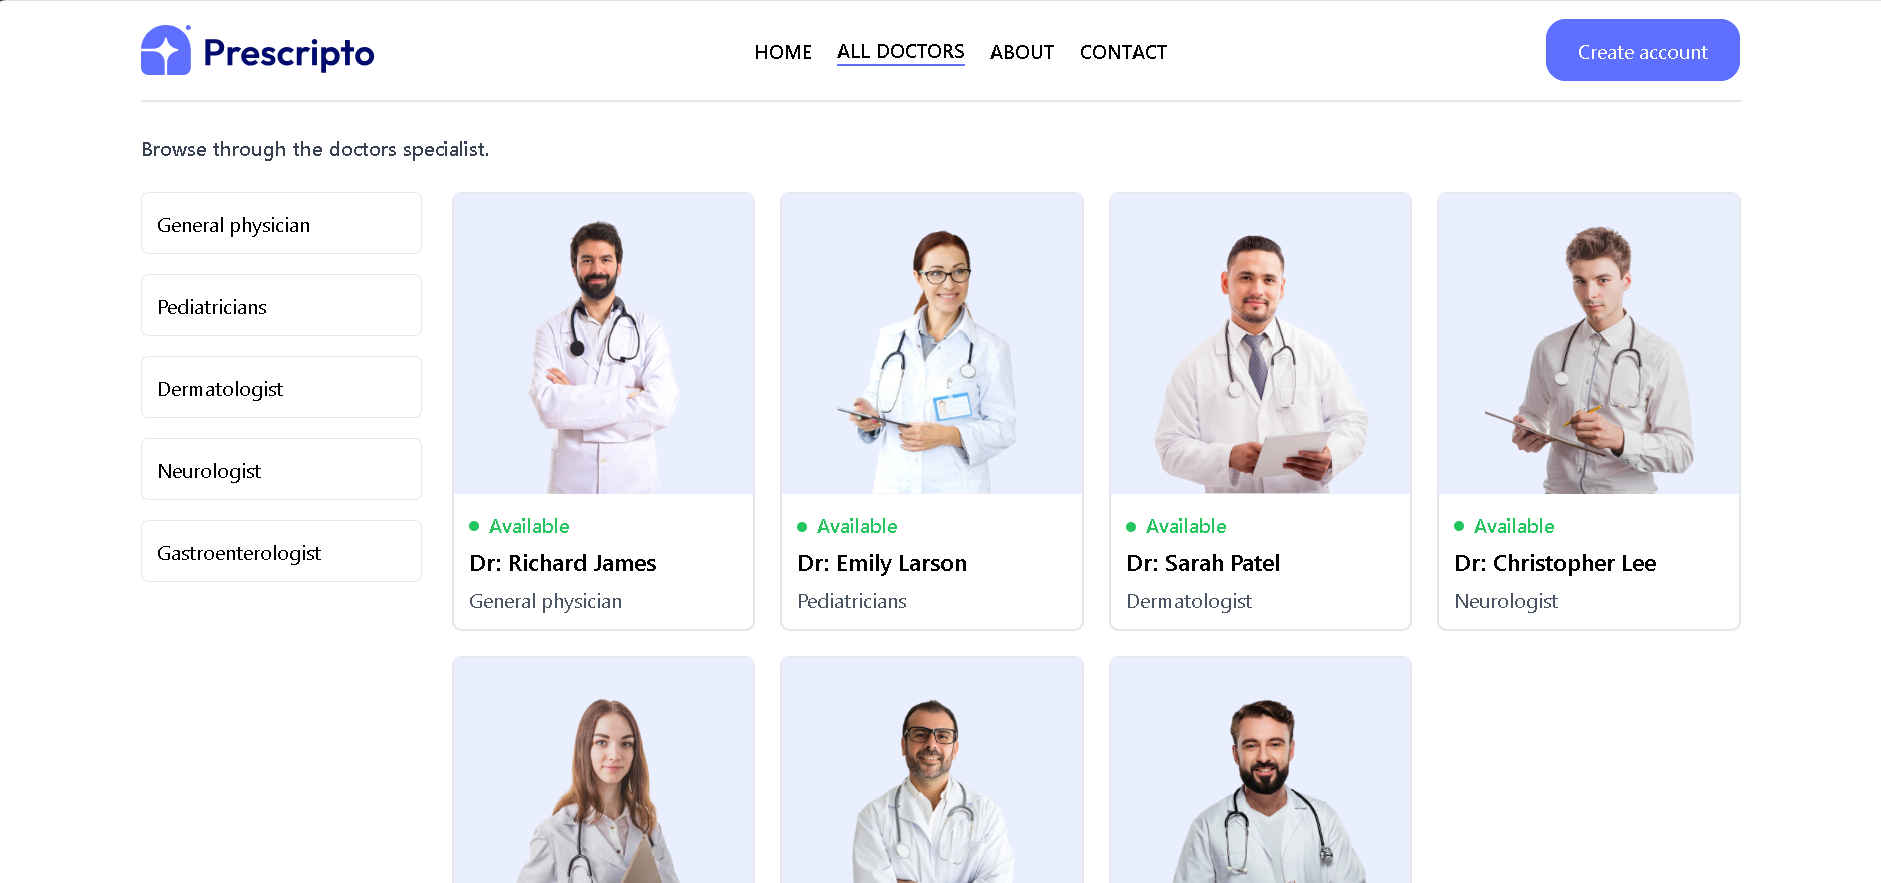 Prescripto
HOME ALL DOCTORS ABOUT CONTACT
Create account
Browse through the doctors specialist.
General physician
Pediatricians
Dermatologist
Neurologist
Gastroenterologist
Available
Dr: Richard James
General physician
Available
Dr: Emily Larson
Pediatricians
Available
Dr: Sarah Patel
Dermatologist
Available
Dr: Christopher Lee
Neurologist